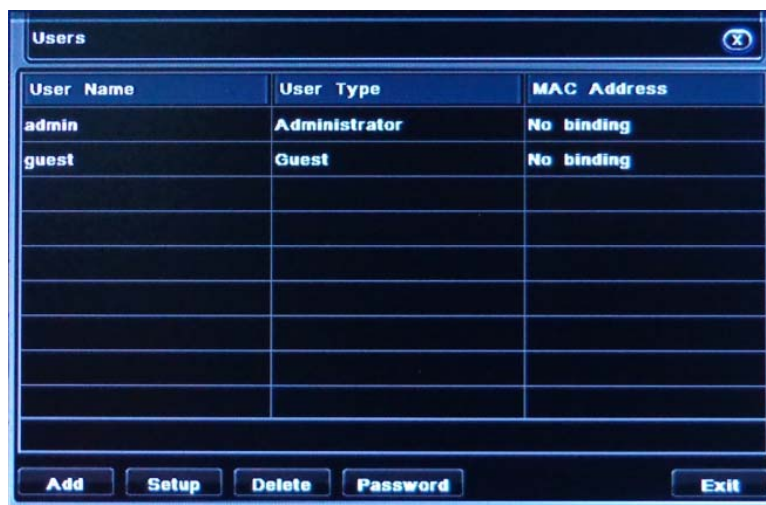 Users X
User Name User Type MAC Address
admin Administrator No binding
guest Guest No binding
Add Setup Delete Password Exit